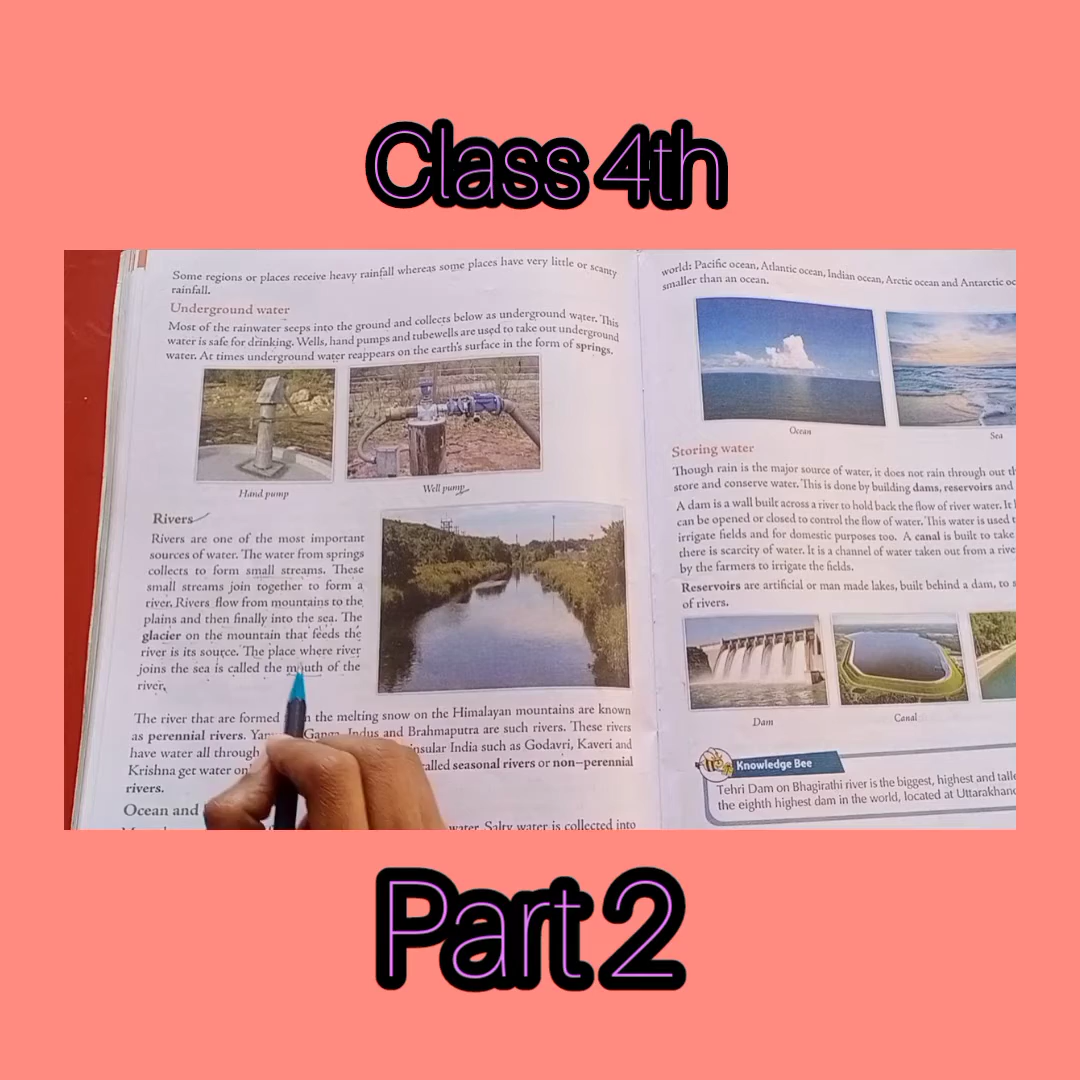 Class 4th
Some regions or places receive heavy rainfall whereas some places have very little or scanty
rainfall.
Underground water
Most of the rainwater seeps into the ground and collects below as underground water. This
water is safe for drinking. Wells, hand pumps and tubewells are used to take out underground
water. At times underground water reappears on the earth's surface in the form of springs.
Hand pump
Well pump
Rivers
Rivers are one of the most important
sources of water. The water from springs
collects to form small streams. These
small streams join together to form a
river. Rivers flow from mountains to the
plains and then finally into the sea. The
glacier on the mountain that feeds the
river is its source. The place where river
joins the sea is called the mouth of the
river.
The river that are formed the melting snow on the Himalayan mountains are known
as perennial rivers. Ganga, Indus and Brahmaputra are such rivers. These rivers
have water all through India such as Godavri, Kaveri and
Krishna get water called seasonal rivers or non-perennial
rivers.
Ocean and
water. Salty water is collected into
world: Pacific ocean, Atlantic ocean, Indian ocean, Arctic ocean and Antarctic
smaller than an ocean.
Ocean
Sea
Storing water
Though rain is the major source of water, it does not rain through out
store and conserve water. This is done by building dams, reservoirs and
A dam is a wall built across a river to hold back the flow of river water. It
can be opened or closed to control the flow of water. This water is used
irrigate fields and for domestic purposes too. A canal is built to take
there is scarcity of water. It is a channel of water taken out from a
by the farmers to irrigate the fields.
Reservoirs are artificial or man made lakes, built behind a dam, to
of rivers.
Dam
Canal
Knowledge Bee
Tehri Dam on Bhagirathi river is the biggest, highest and
the eighth highest dam in the world, located at
Part 2